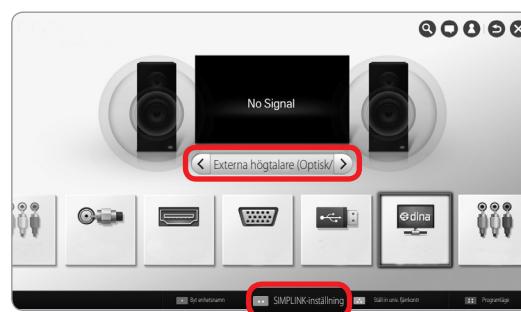 No Signal
Externa högtalare (Optisk/
dlna
Byt enhetsnamn
SIMPLINK-inställning
Ställ in univ. fjärrkontr
Programläge